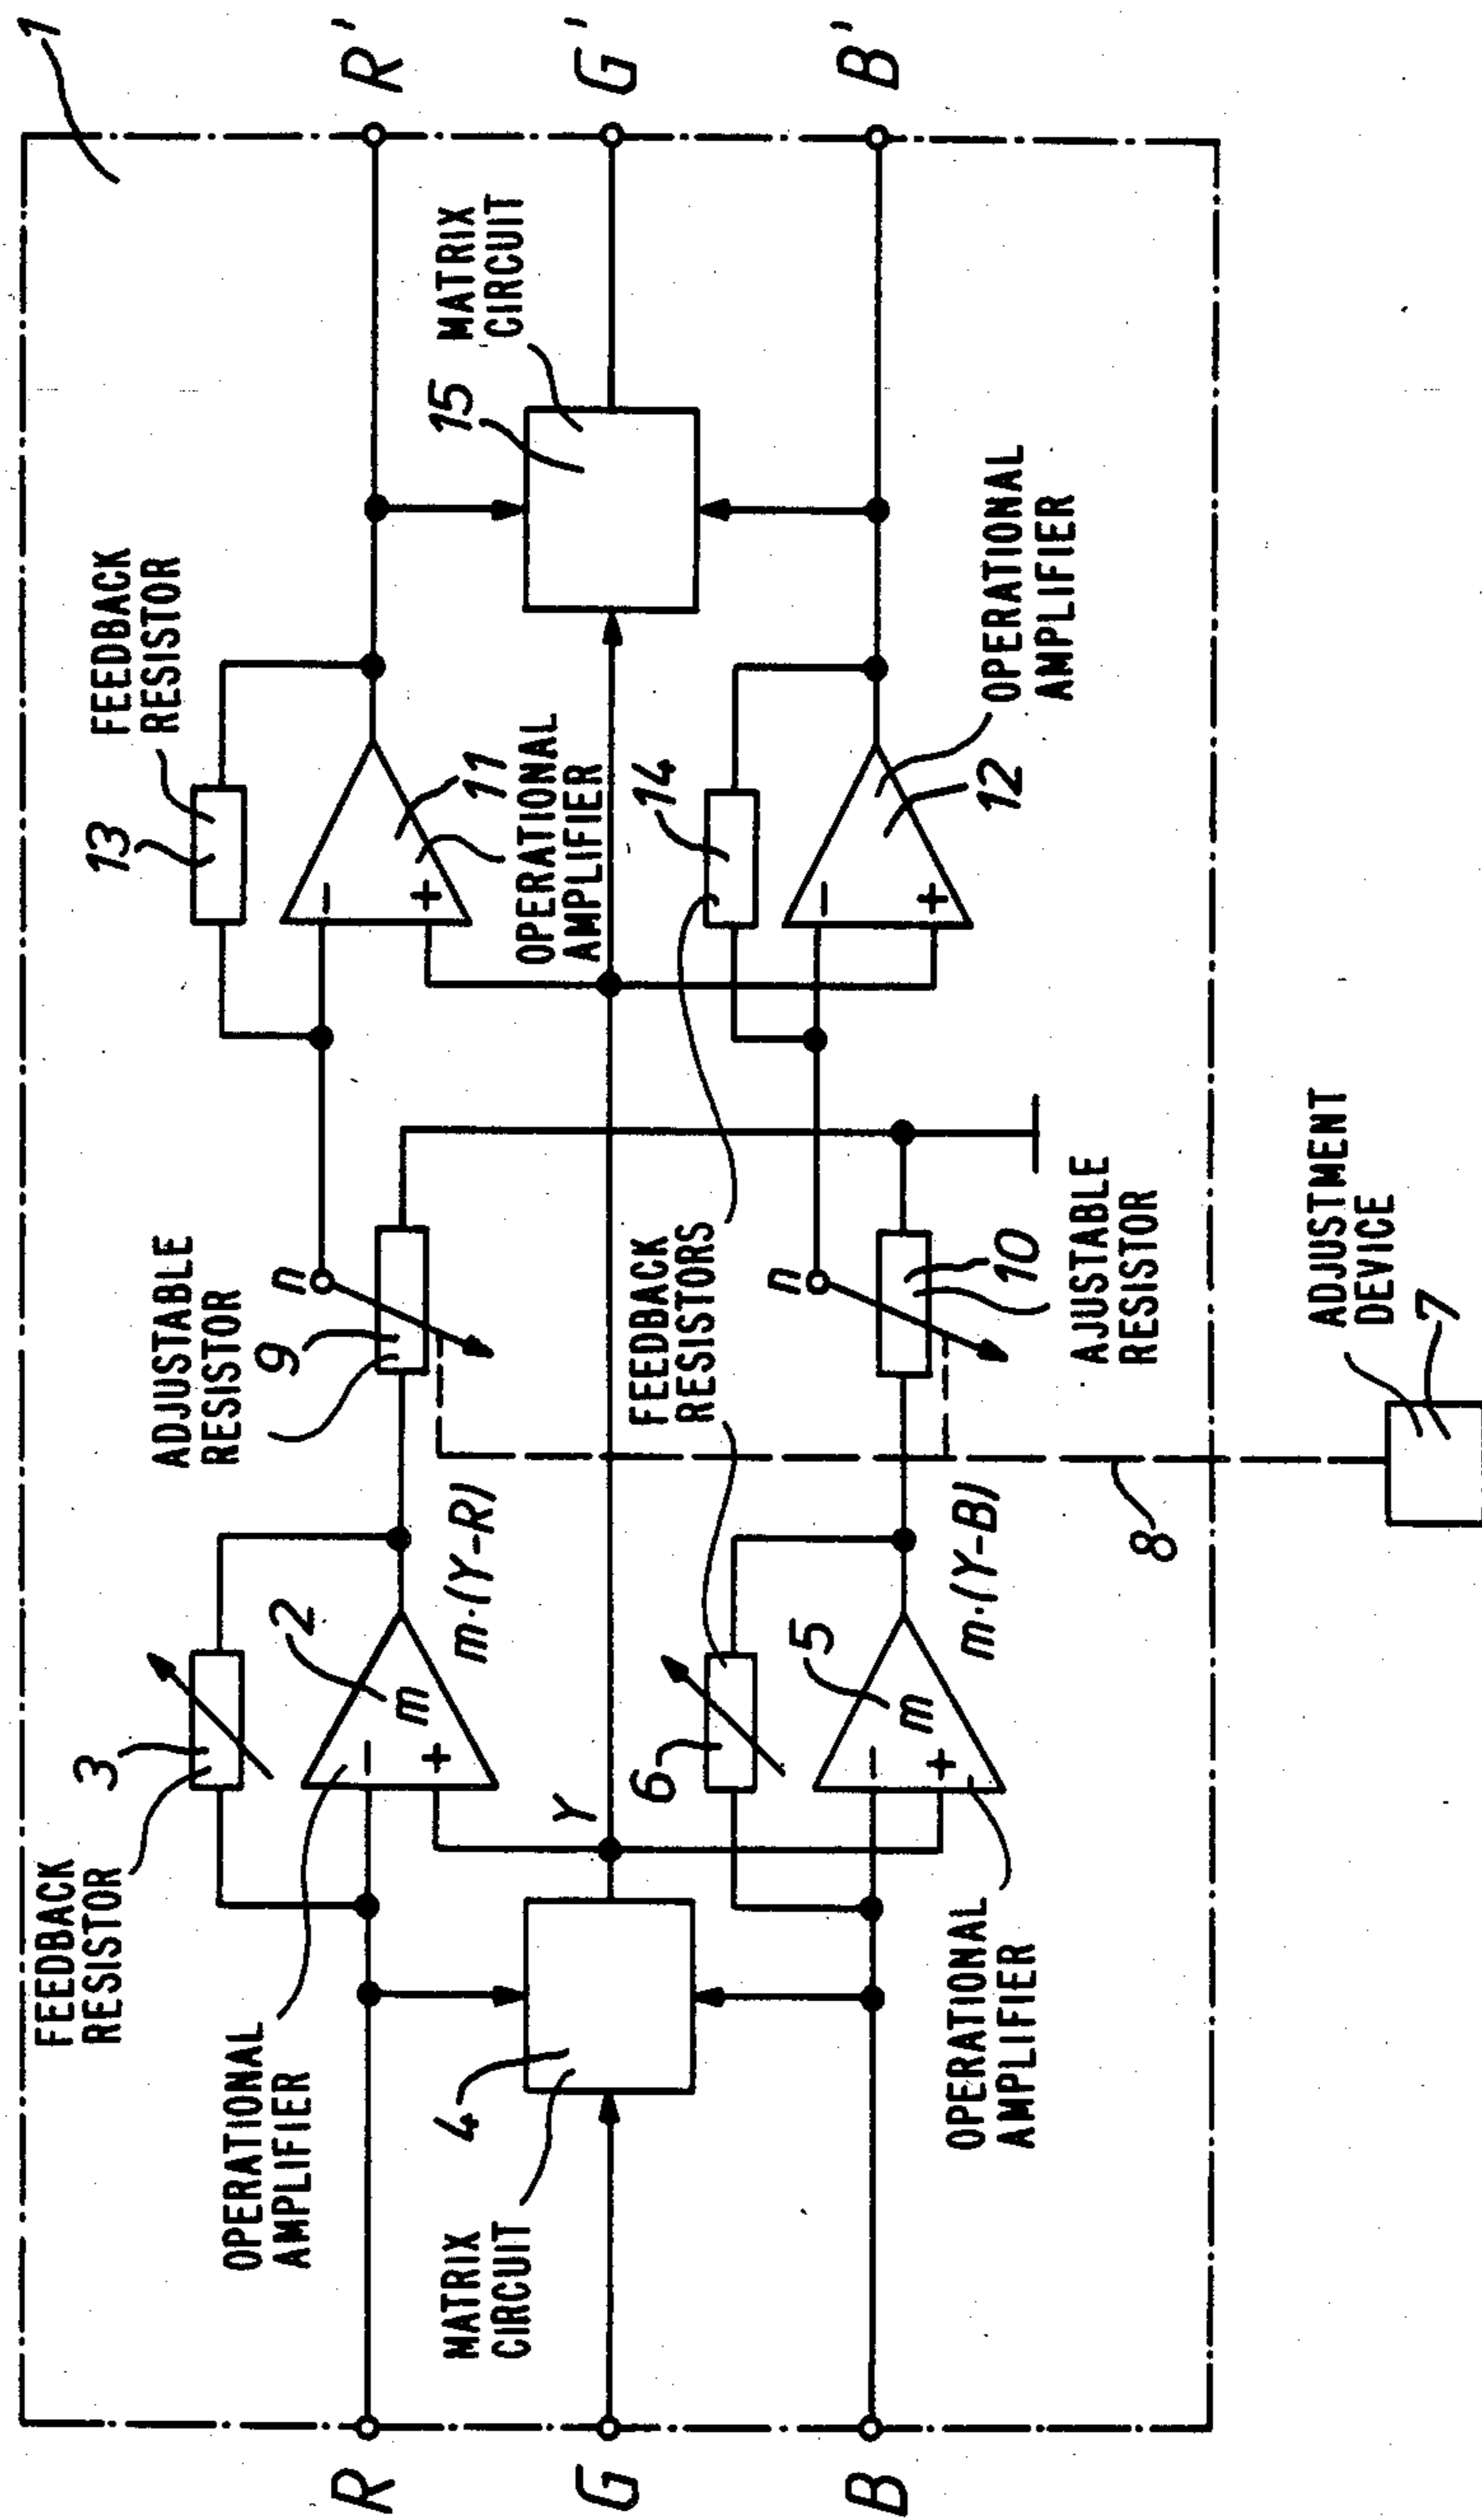 1
R'
G'
B'
FEEDBACK
RESISTOR
13
15
MATRIX
CIRCUIT
11
OPERATIONAL
AMPLIFIER
-
+
14
OPERATIONAL
AMPLIFIER
12
-
+
ADJUSTABLE
RESISTOR
9
n
FEEDBACK
RESISTORS
n
10
AJUSTABLE
RESISTOR
ADJUSTMENT
DEVICE
7
8
FEEDBACK
RESISTOR
3
2
m
-
+
m·(Y-R)
Y
6
5
m
-
+
m·(Y-B)
OPERATIONAL
AMPLIFIER
4
MATRIX
CIRCUIT
OPERATIONAL
AMPLIFIER
R
G
B